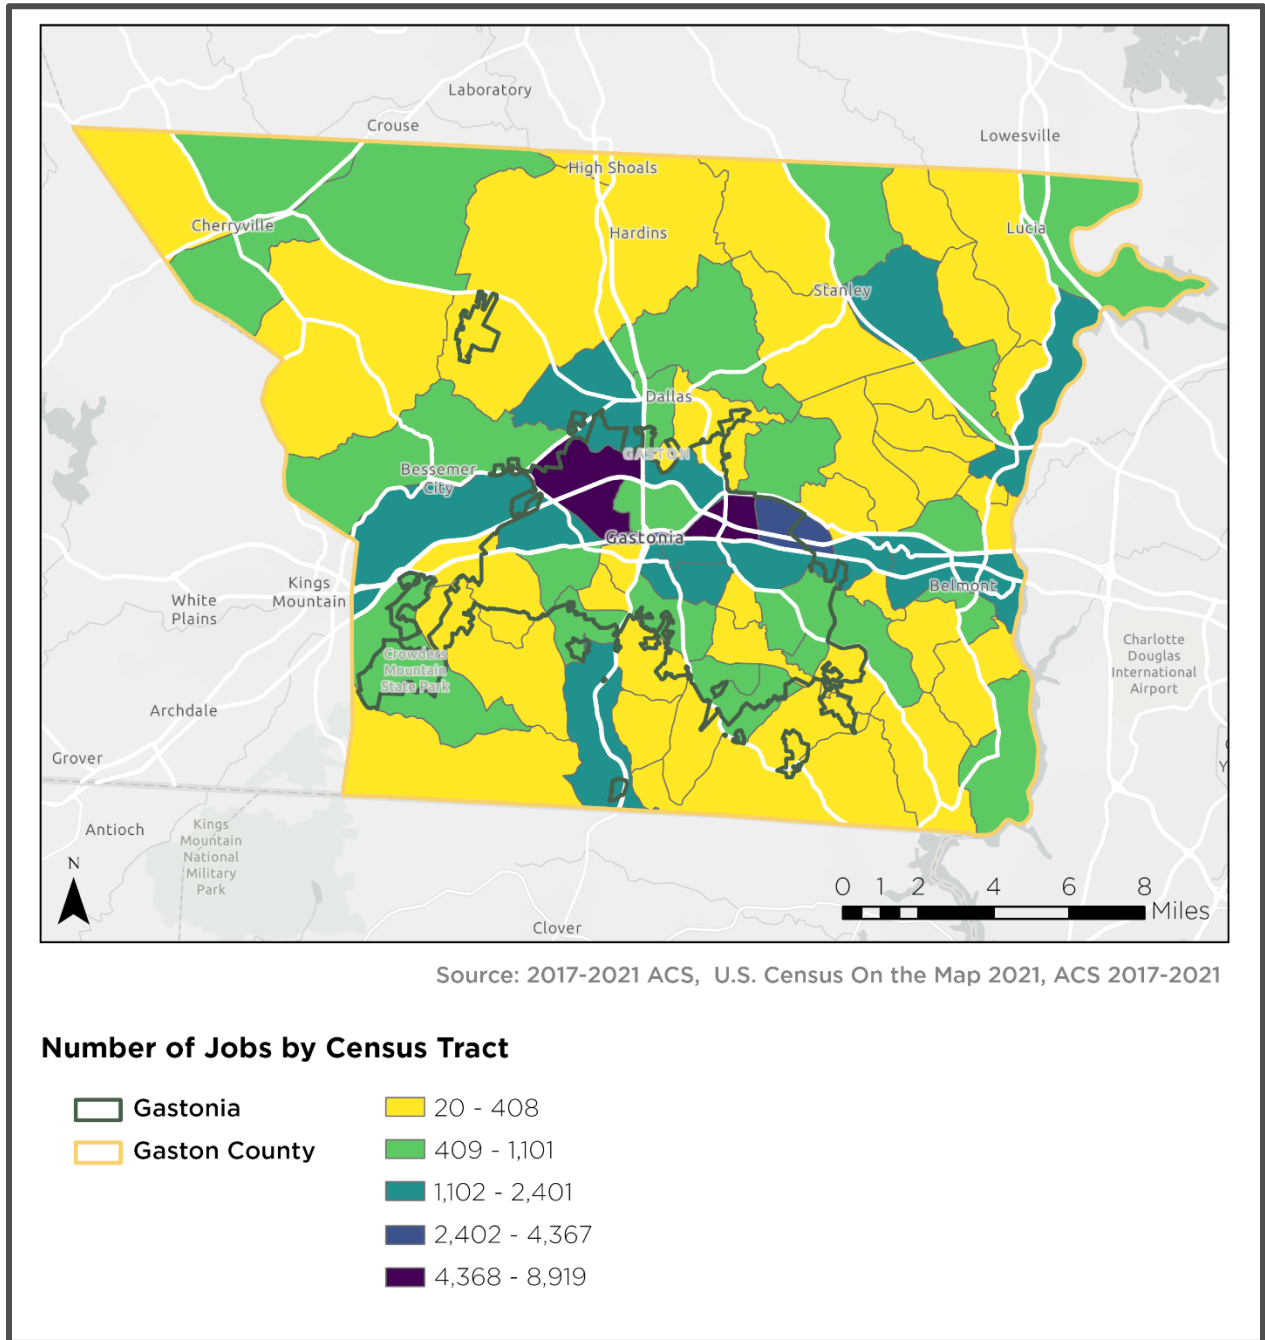 Laboratory
Crouse
Lowesville
High Shoals
Cherryville
Hardins
Lucia
Stanley
Dallas
GASTON
Bessemer
City
Gastonia
Kings
Mountain
White
Plains
Belmont
Crowders
Mountain
State Park
Charlotte
Douglas
International
Airport
Archdale
Grover
Antioch
Kings
Mountain
National
Military
Park
Clover
N
0 1 2 4 6 8
Miles
Source: 2017-2021 ACS, U.S. Census On the Map 2021, ACS 2017-2021
Number of Jobs by Census Tract
Gastonia
Gaston County
20 - 408
409 - 1,101
1,102 - 2,401
2,402 - 4,367
4,368 - 8,919